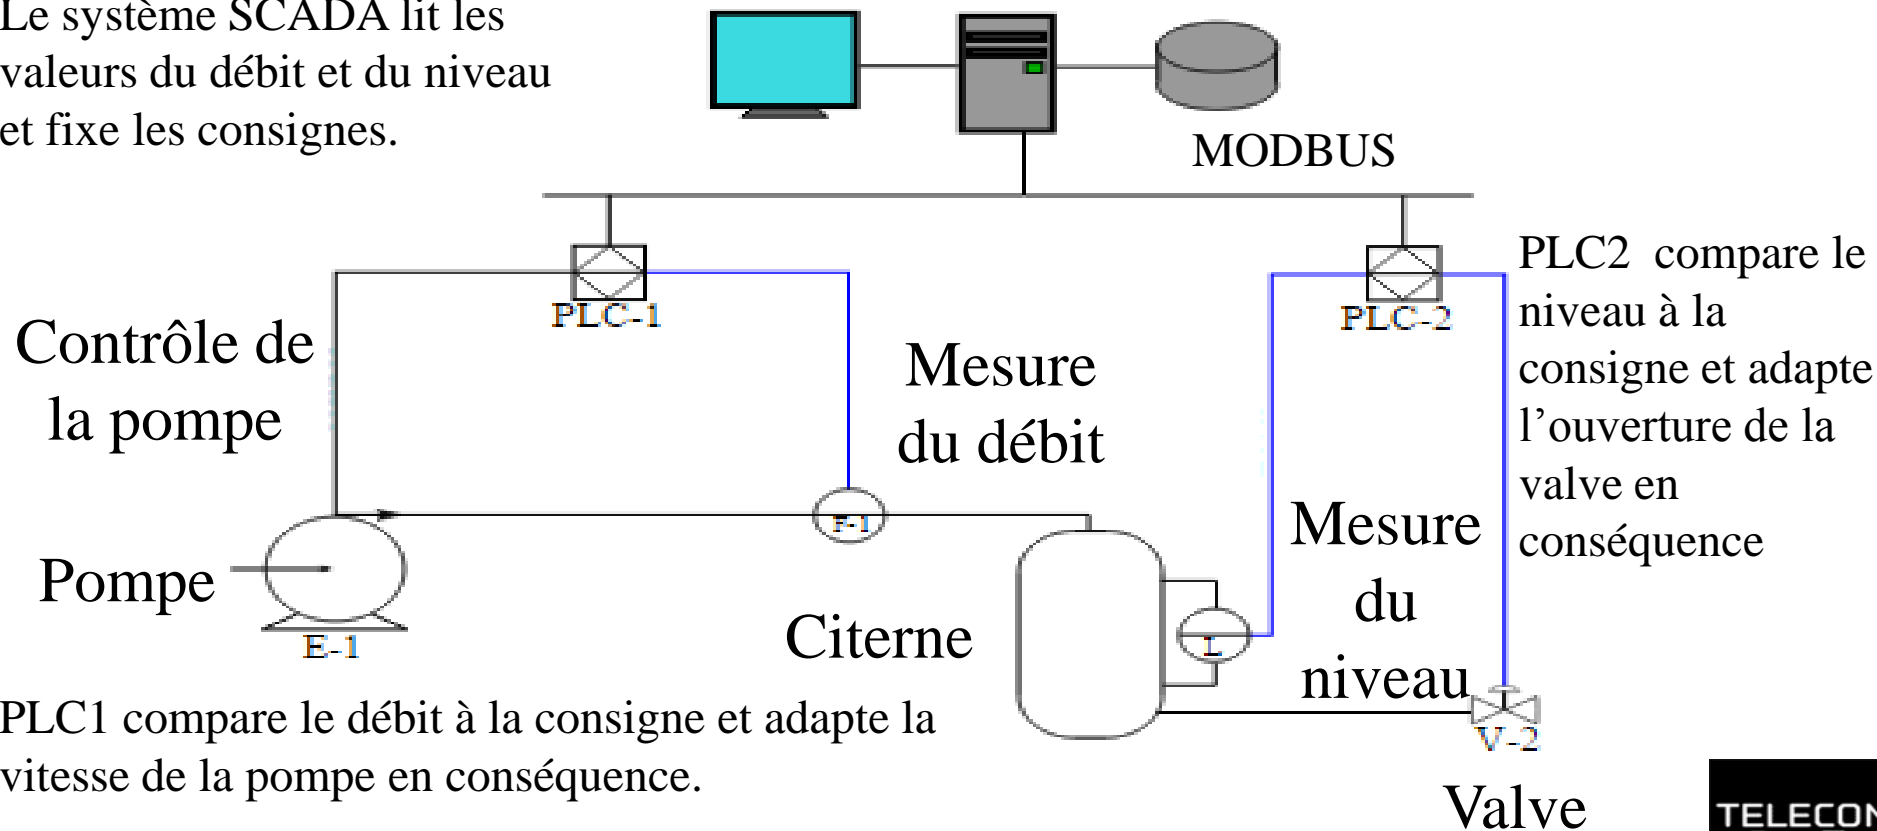 Le système SCADA lit les
valeurs du débit et du niveau
et fixe les consignes.
MODBUS
PLC-1
PLC-2
PLC2 compare le
niveau à la
consigne et adapte
l’ouverture de la
valve en
conséquence
Contrôle de
la pompe
Mesure
du débit
F-1
Mesure
du
niveau
Pompe
E-1
Citerne
L
V-2
Valve
PLC1 compare le débit à la consigne et adapte la
vitesse de la pompe en conséquence.